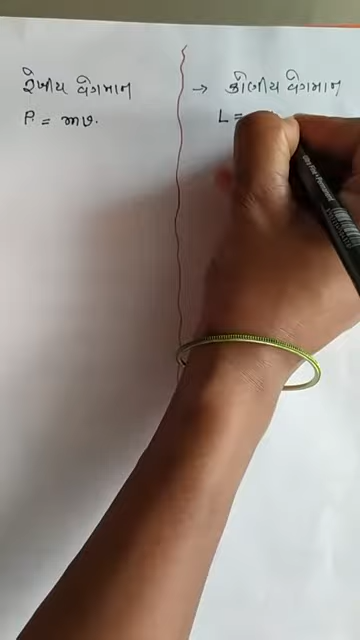 રેખીય વેગમાન
P = mv.
→ કોણીય વેગમાન
L =